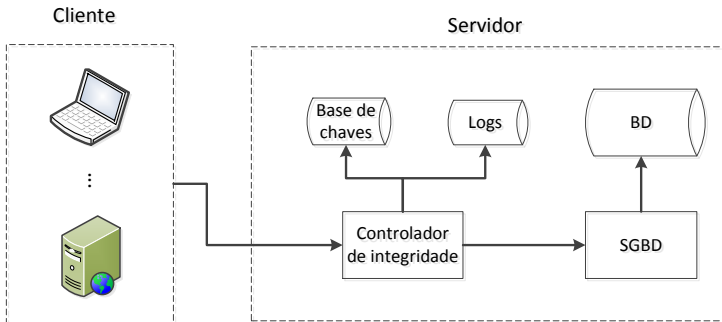 Cliente
Servidor
Base de
chaves
Logs
BD
...
Controlador
de integridade
SGBD